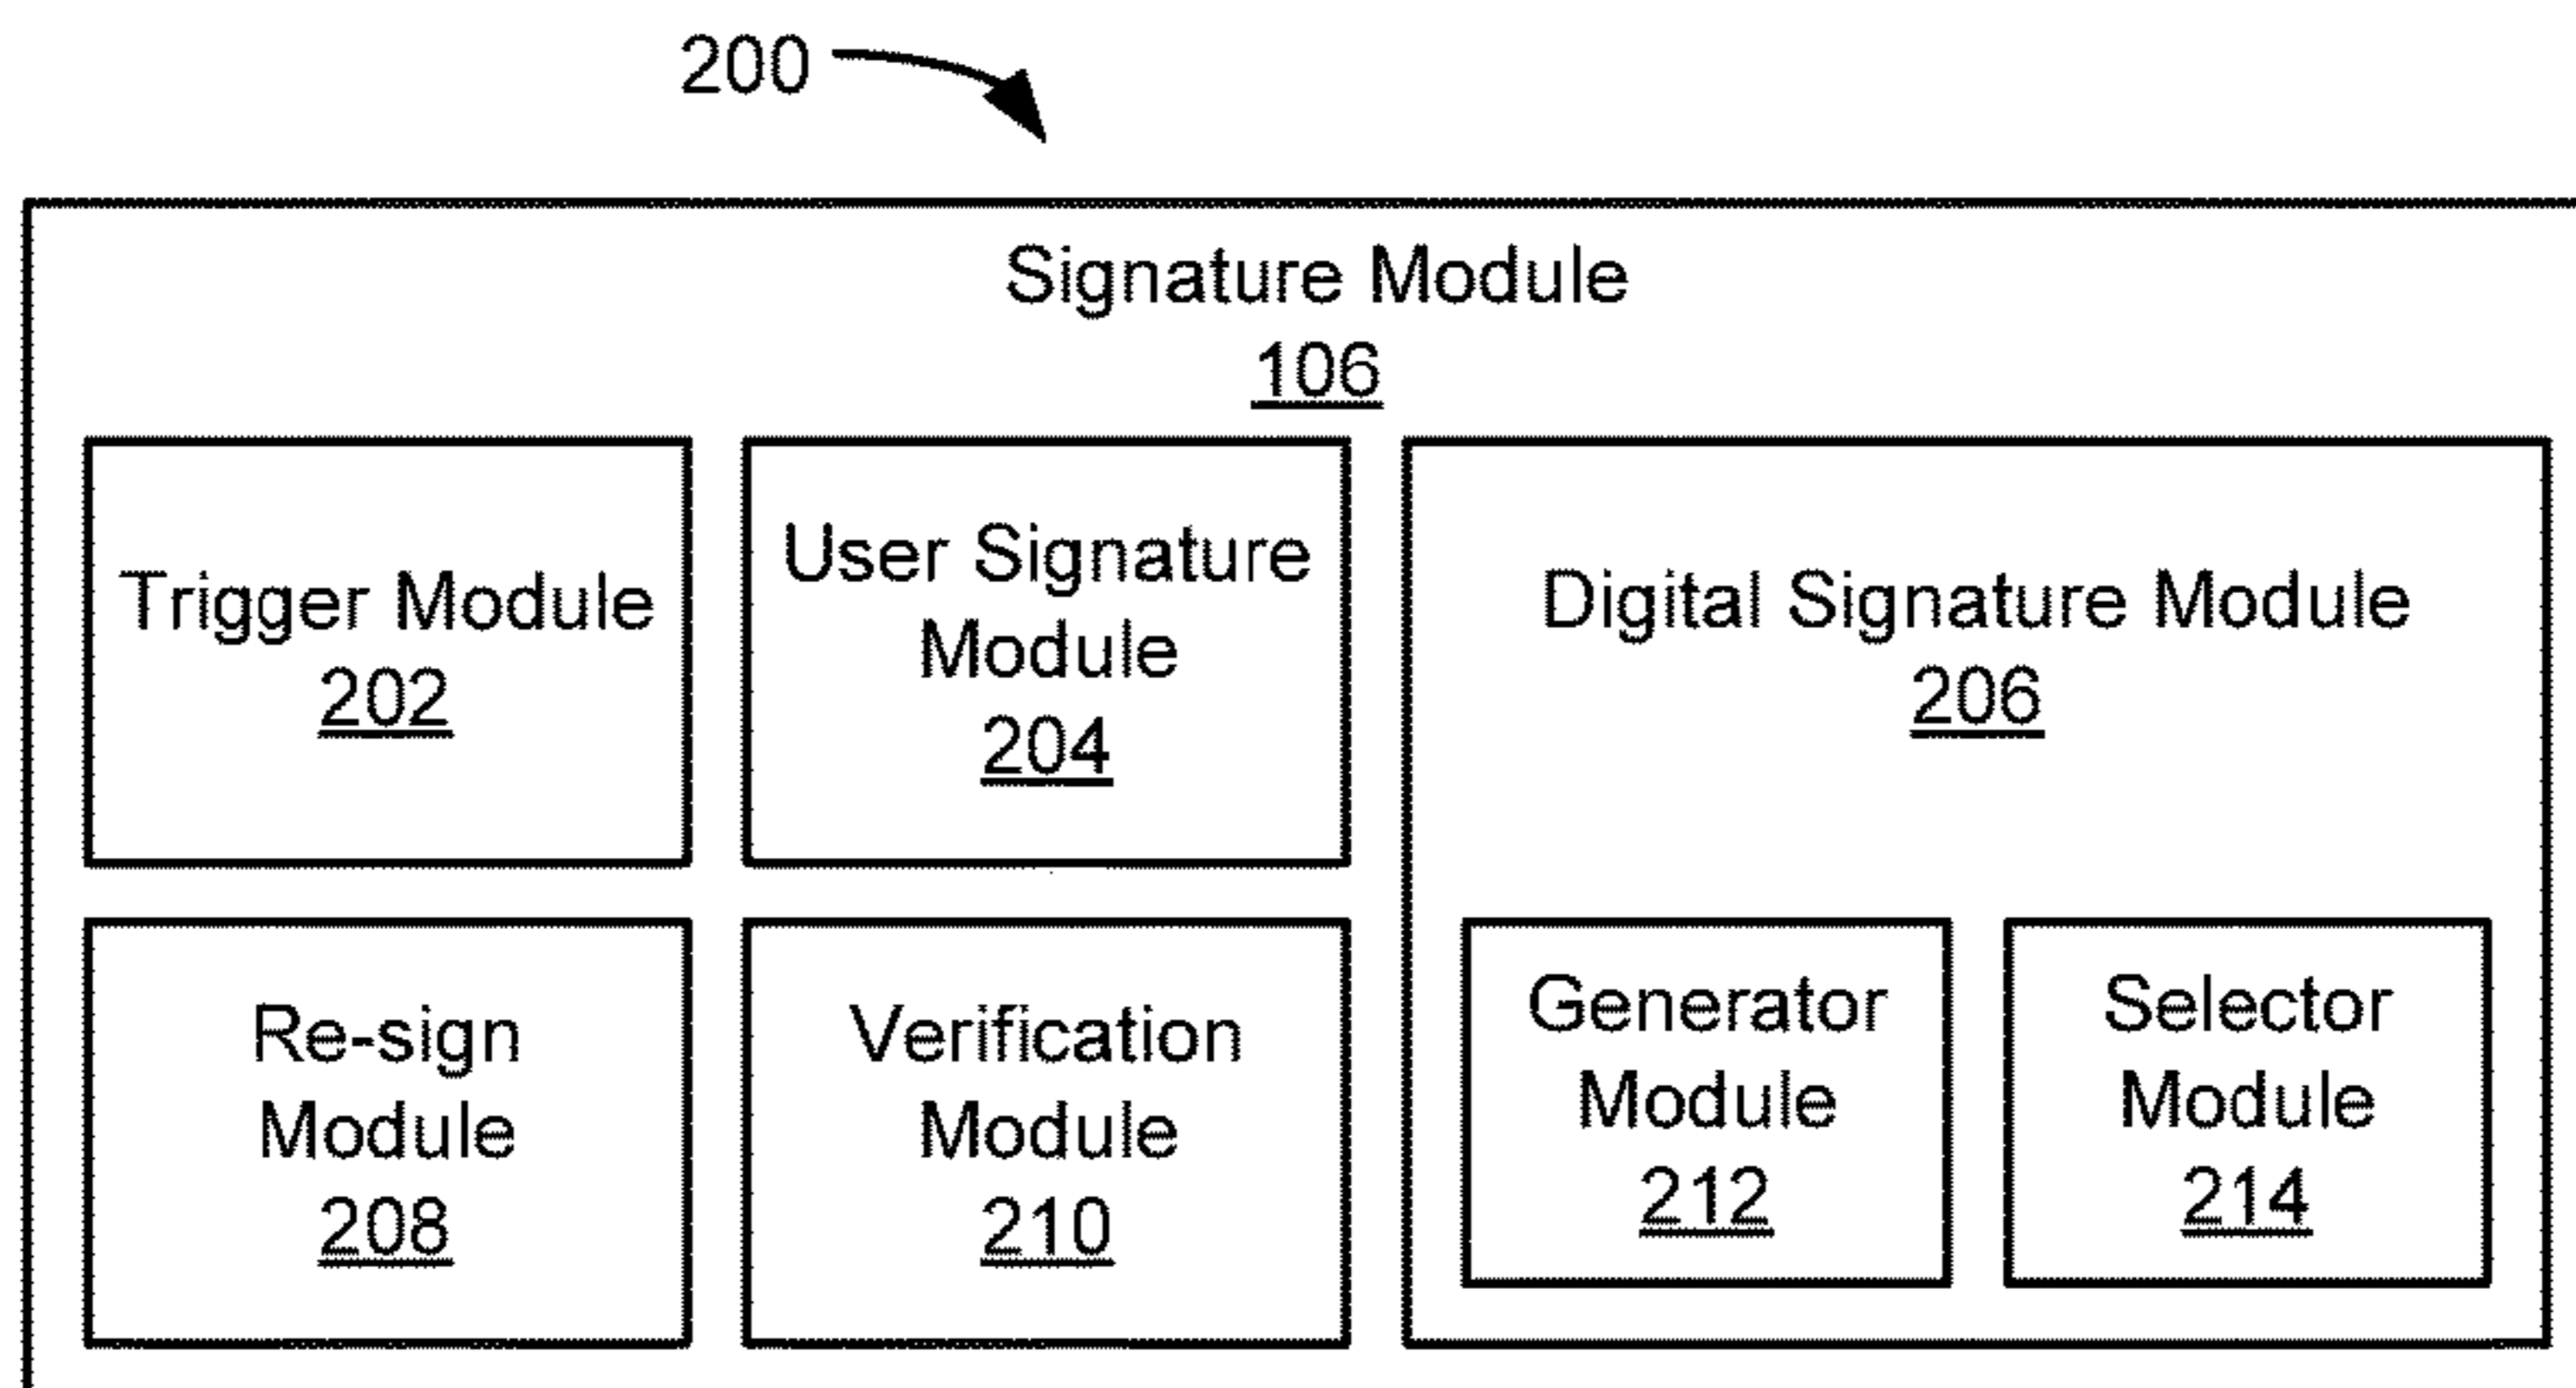 200
Signature Module
106
Trigger Module
202
User Signature
Module
204
Digital Signature Module
206
Re-sign
Module
208
Verification
Module
210
Generator
Module
212
Selector
Module
214